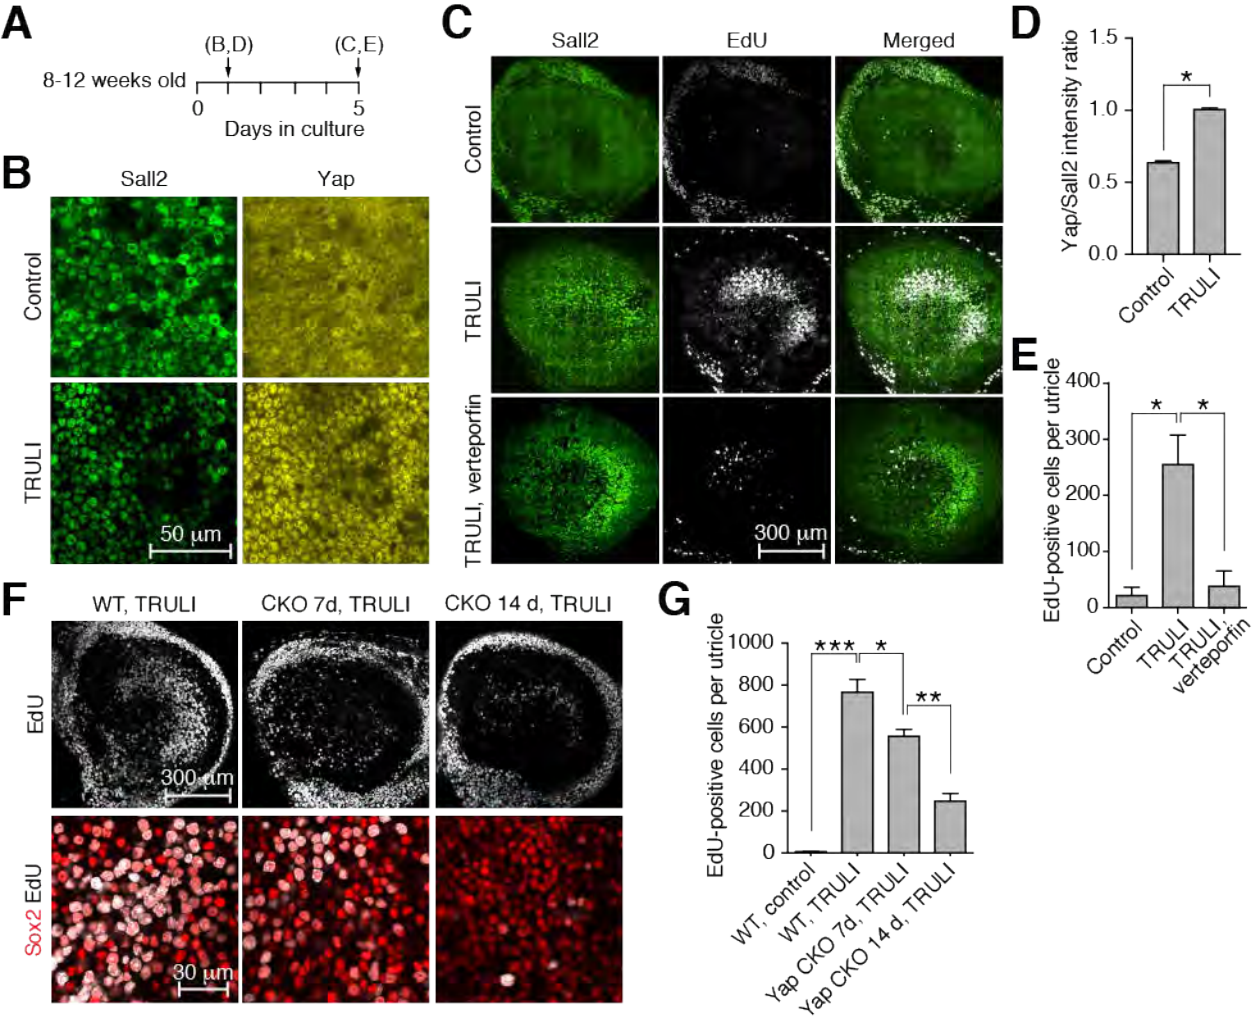 A
(B,D) (C,E)
8-12 weeks old
0 5
Days in culture
B
Sall2 Yap
Control
TRULI
50 µm
C
Sall2 EdU Merged
Control
TRULI
TRULI, verteporfin
300 µm
D
Yap/Sall2 intensity ratio
1.5
1.0
0.5
0.0
*
Control
TRULI
E
EdU-positive cells per utricle
400
300
200
100
0
* *
Control
TRULI
TRULI,
verteporfin
F
WT, TRULI CKO 7d, TRULI CKO 14 d, TRULI
EdU
300 µm
Sox2 EdU
30 µm
G
EdU-positive cells per utricle
1000
800
600
400
200
0
*** * **
WT, control
WT, TRULI
Yap CKO 7d, TRULI
Yap CKO 14 d, TRULI